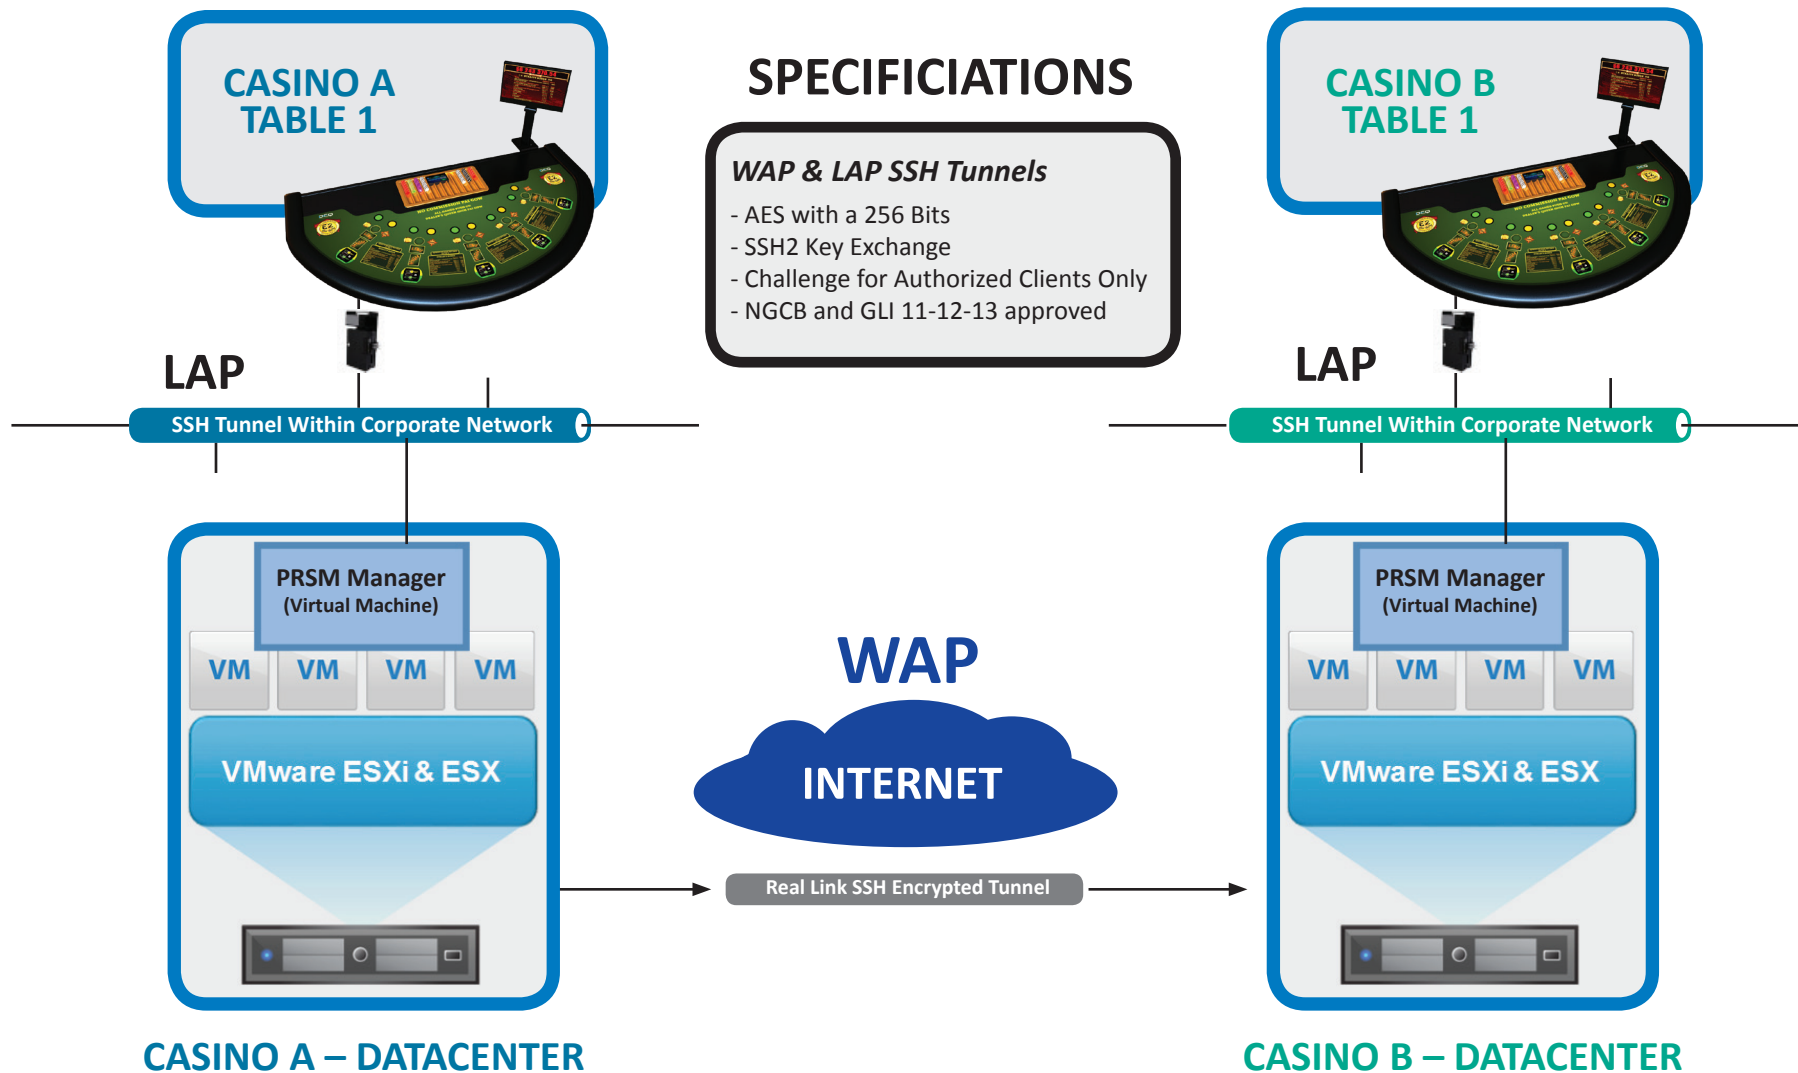 CASINO A
TABLE 1
SPECIFICIATIONS
WAP & LAP SSH Tunnels
- AES with a 256 Bits
- SSH2 Key Exchange
- Challenge for Authorized Clients Only
- NGCB and GLI 11-12-13 approved
CASINO B
TABLE 1
LAP
SSH Tunnel Within Corporate Network
LAP
SSH Tunnel Within Corporate Network
PRSM Manager
(Virtual Machine)
VM VM VM VM
VMware ESXi & ESX
WAP
INTERNET
Real Link SSH Encrypted Tunnel
PRSM Manager
(Virtual Machine)
VM VM VM VM
VMware ESXi & ESX
CASINO A – DATACENTER
CASINO B – DATACENTER